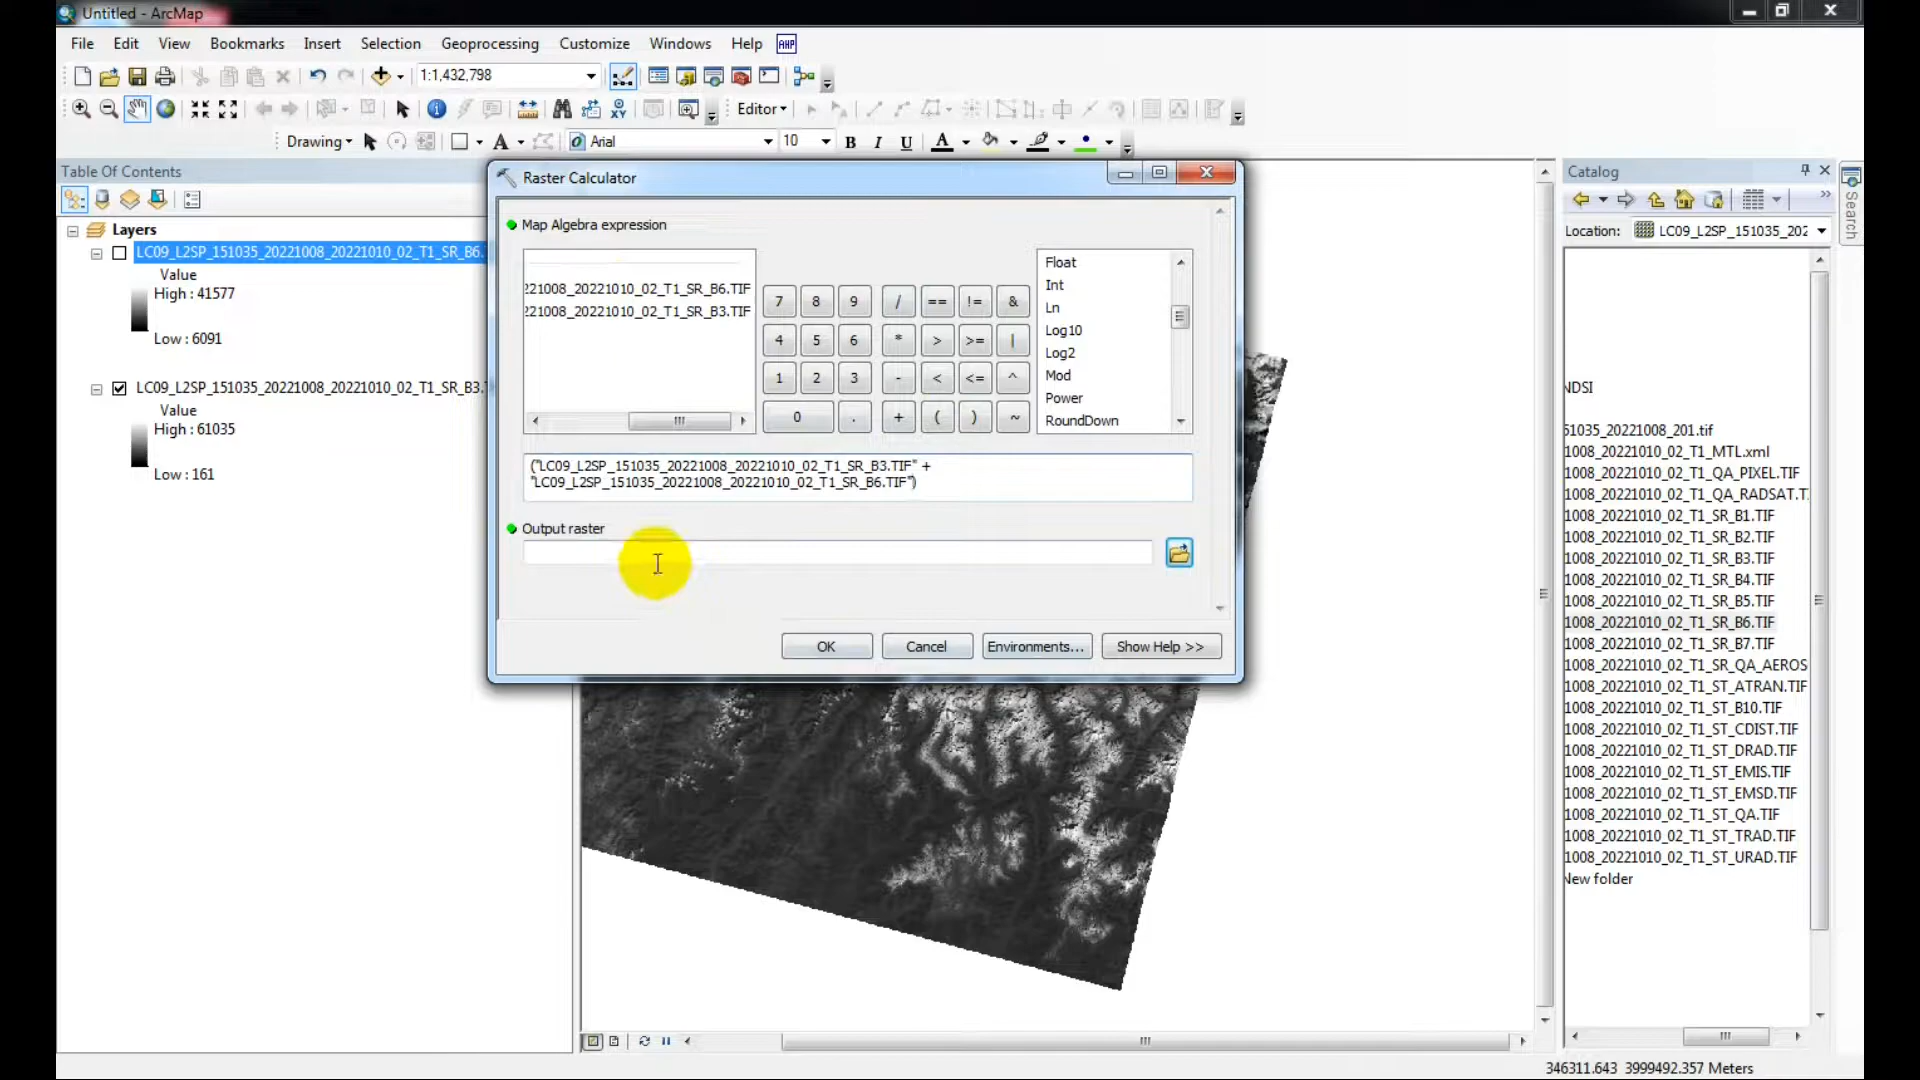 Untitled - ArcMap
File Edit View Bookmarks Insert Selection Geoprocessing Customize Windows Help AHP
1:1,432,798
Editor
Drawing Arial 10 B I U A
Table Of Contents
Layers
LC09_L2SP_151035_20221008_20221010_02_T1_SR_B6.
Value
High : 41577
Low : 6091
LC09_L2SP_151035_20221008_20221010_02_T1_SR_B3.
Value
High : 61035
Low : 161
Raster Calculator
Map Algebra expression
221008_20221010_02_T1_SR_B6.TIF
221008_20221010_02_T1_SR_B3.TIF
7 8 9 / == != &
4 5 6 * > >= |
1 2 3 - < <= ^
0 . + ( ) ~
Float
Int
Ln
Log10
Log2
Mod
Power
RoundDown
("LC09_L2SP_151035_20221008_20221010_02_T1_SR_B3.TIF" +
"LC09_L2SP_151035_20221008_20221010_02_T1_SR_B6.TIF")
Output raster
OK Cancel Environments... Show Help >>
Catalog
Search
Location: LC09_L2SP_151035_202
NDSI
51035_20221008_201.tif
1008_20221010_02_T1_MTL.xml
1008_20221010_02_T1_QA_PIXEL.TIF
1008_20221010_02_T1_QA_RADSAT.T
1008_20221010_02_T1_SR_B1.TIF
1008_20221010_02_T1_SR_B2.TIF
1008_20221010_02_T1_SR_B3.TIF
1008_20221010_02_T1_SR_B4.TIF
1008_20221010_02_T1_SR_B5.TIF
1008_20221010_02_T1_SR_B6.TIF
1008_20221010_02_T1_SR_B7.TIF
1008_20221010_02_T1_SR_QA_AEROS
1008_20221010_02_T1_ST_ATRAN.TIF
1008_20221010_02_T1_ST_B10.TIF
1008_20221010_02_T1_ST_CDIST.TIF
1008_20221010_02_T1_ST_DRAD.TIF
1008_20221010_02_T1_ST_EMIS.TIF
1008_20221010_02_T1_ST_EMSD.TIF
1008_20221010_02_T1_ST_QA.TIF
1008_20221010_02_T1_ST_TRAD.TIF
1008_20221010_02_T1_ST_URAD.TIF
New folder
346311.643 3999492.357 Meters